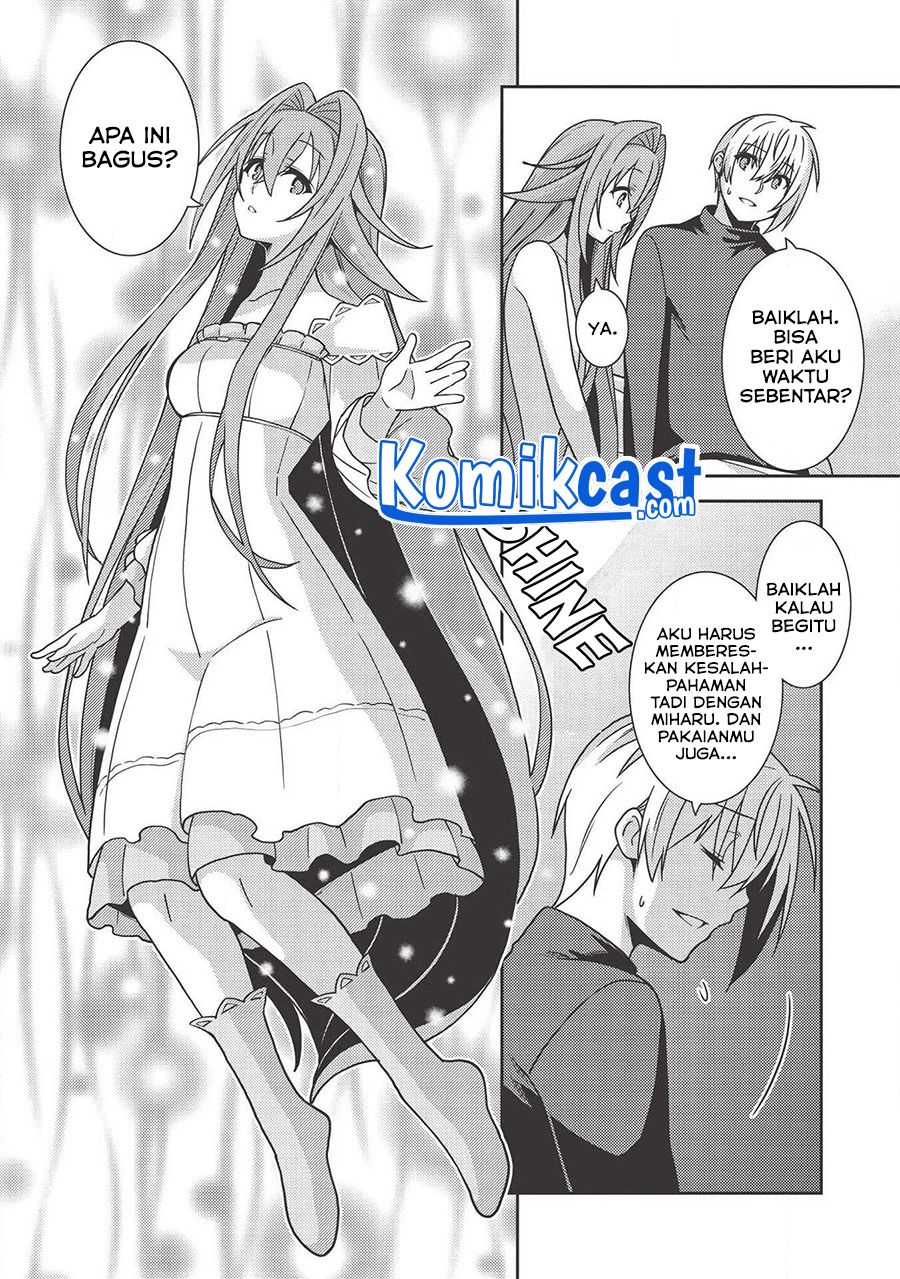 BAIKLAH.
BISA
BERI AKU
WAKTU
SEBENTAR?
YA.
BAIKLAH
KALAU
BEGITU
...
AKU HARUS
MEMBERES-
KAN KESALAH-
PAHAMAN
TADI DENGAN
MIHARU. DAN
PAKAIANMU
JUGA...
SHINE
APA INI
BAGUS?
Komikcast
.com